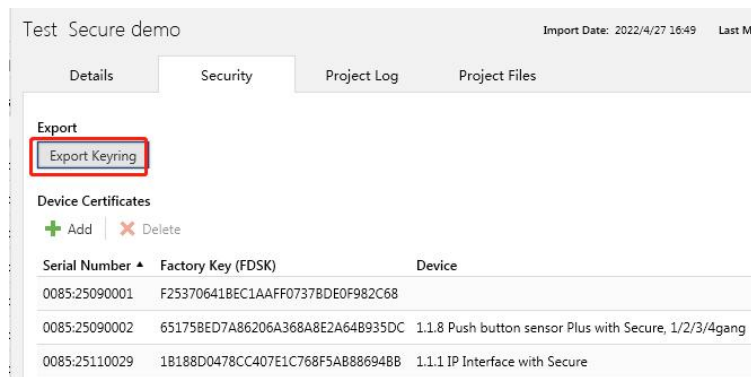 Test Secure demo Import Date: 2022/4/27 16:49 Last M
Details Security Project Log Project Files
Export
Export Keyring
Device Certificates
Add Delete
Serial Number Factory Key (FDSK) Device
0085:25090001 F25370641BEC1AAFF0737BDE0F982C68
0085:25090002 65175BED7A86206A368A8E2A64B935DC 1.1.8 Push button sensor Plus with Secure, 1/2/3/4gang
0085:25110029 1B188D0478CC407E1C768F5AB88694BB 1.1.1 IP Interface with Secure